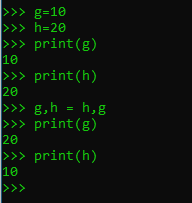 >>> g=10
>>> h=20
>>> print(g)
10
>>> print(h)
20
>>> g,h = h,g
>>> print(g)
20
>>> print(h)
10
>>>